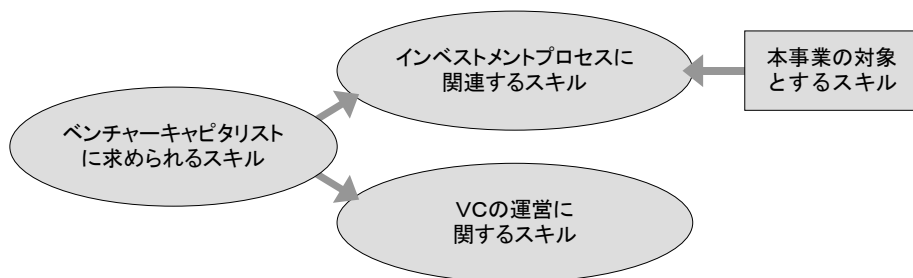 インベストメントプロセスに
関連するスキル
本事業の対象
とするスキル
ベンチャーキャピタリスト
に求められるスキル
VCの運営に
関するスキル